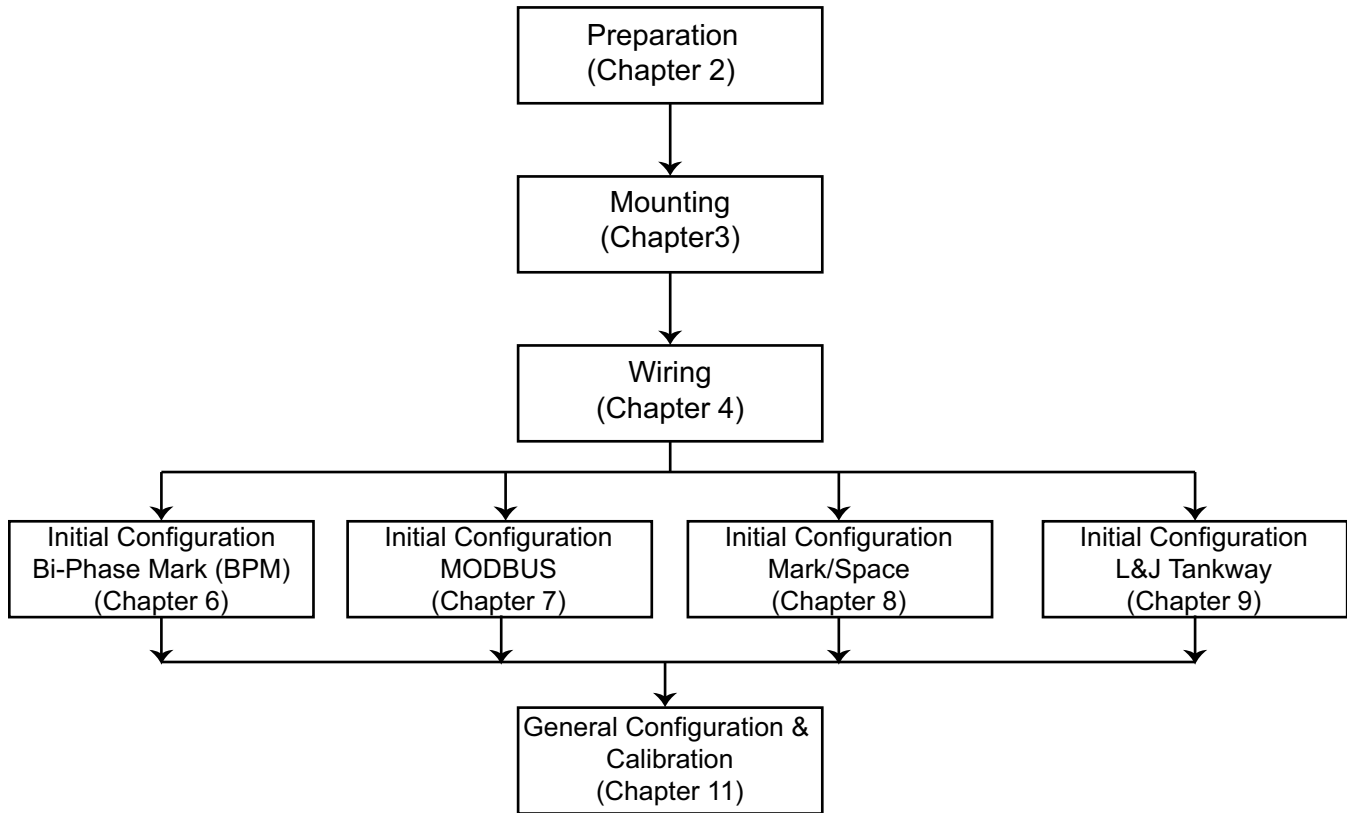 Preparation
(Chapter 2)
Mounting
(Chapter3)
Wiring
(Chapter 4)
Initial Configuration
Bi-Phase Mark (BPM)
(Chapter 6)
Initial Configuration
MODBUS
(Chapter 7)
Initial Configuration
Mark/Space
(Chapter 8)
Initial Configuration
L&J Tankway
(Chapter 9)
General Configuration &
Calibration
(Chapter 11)